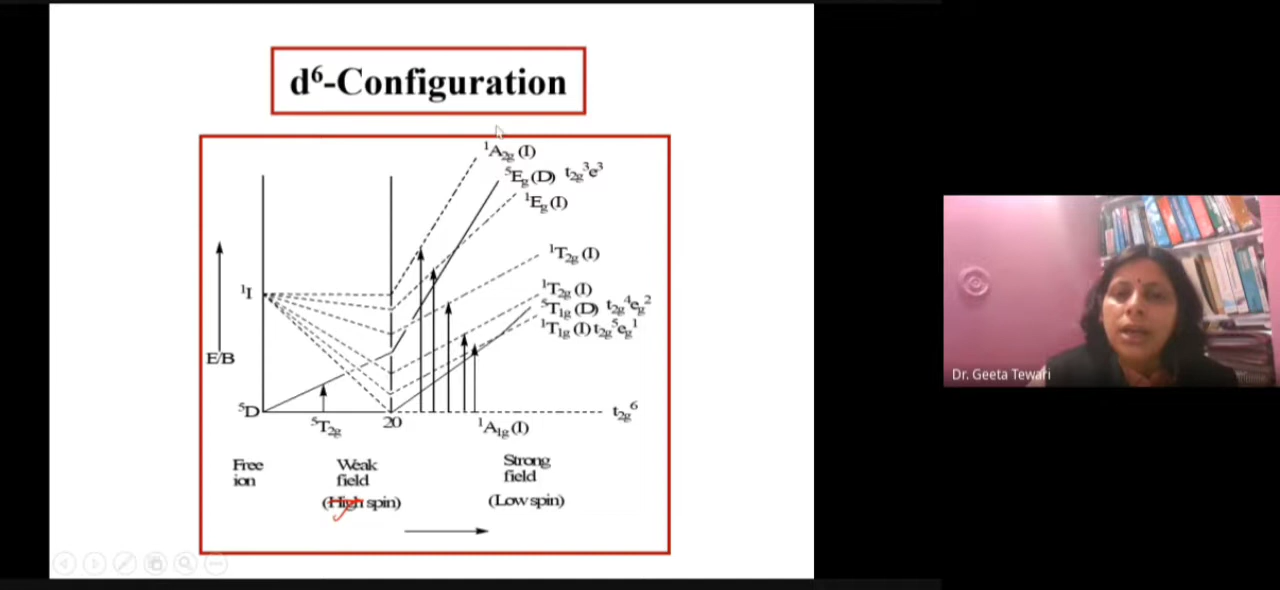 d⁶-Configuration
¹A₂g (I)
⁵Eg (D) t₂g³e³
¹Eg (I)
¹T₂g (I)
¹I
¹T₂g (I)
⁵T₁g (D) t₂g⁴eg²
¹T₁g (I) t₂g⁵eg¹
E/B
⁵D
⁵T₂g
20
¹A₁g (I)
t₂g⁶
Free
ion
Weak
field
(High spin)
Strong
field
(Low spin)
Dr. Geeta Tewari